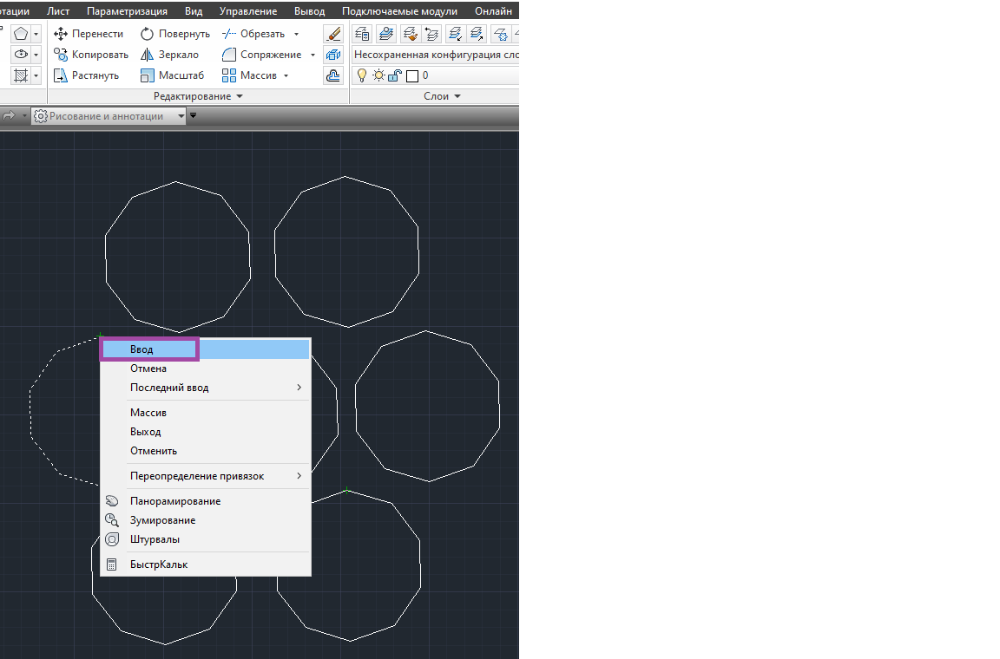 отации Лист Параметризация Вид Управление Вывод Подключаемые модули Онлайн
Перенести Повернуть Обрезать
Копировать Зеркало Сопряжение Несохраненная конфигурация сло
Растянуть Масштаб Массив 0
Редактирование Слои
Рисование и аннотации
Ввод
Отмена
Последний ввод
Массив
Выход
Отменить
Переопределение привязок
Панорамирование
Зумирование
Штурвалы
БыстрКальк